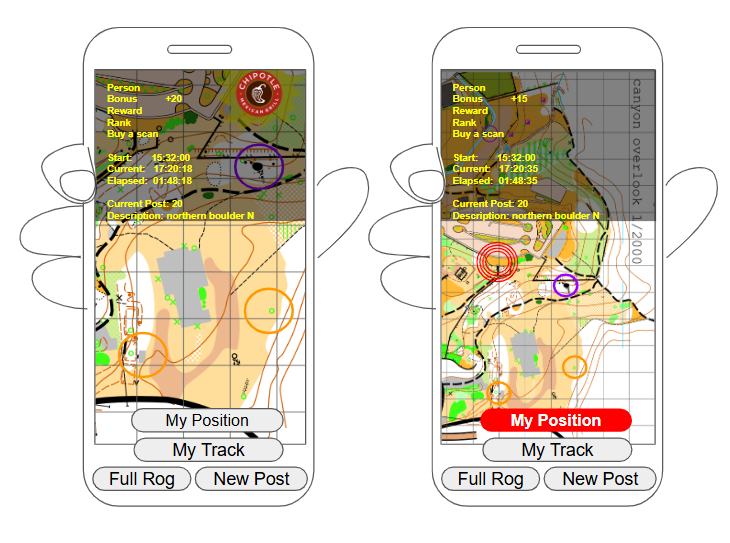 CHIPOTLE
MEXICAN GRILL
Person
Bonus +20
Reward
Rank
Buy a scan
Start: 15:32:00
Current: 17:20:18
Elapsed: 01:48:18
Current Post: 20
Description: northern boulder N
My Position
My Track
Full Rog
New Post
Person
Bonus +15
Reward
Rank
Buy a scan
Start: 15:32:00
Current: 17:20:35
Elapsed: 01:48:35
Current Post: 20
Description: northern boulder N
canyon overlook 1/2000
My Position
My Track
Full Rog
New Post